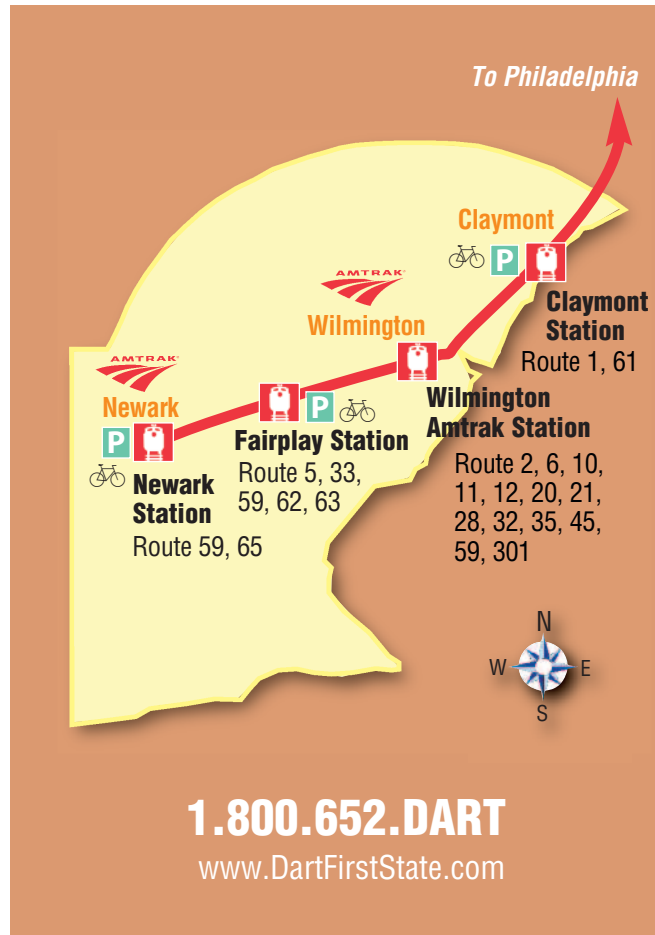 To Philadelphia
Claymont
P
Claymont
Station
Route 1, 61
AMTRAK
Wilmington
Wilmington
Amtrak Station
Route 2, 6, 10,
11, 12, 20, 21,
28, 32, 35, 45,
59, 301
P
Fairplay Station
Route 5, 33,
59, 62, 63
AMTRAK
Newark
P
Newark
Station
Route 59, 65
N
W
E
S
1.800.652.DART
www.DartFirstState.com